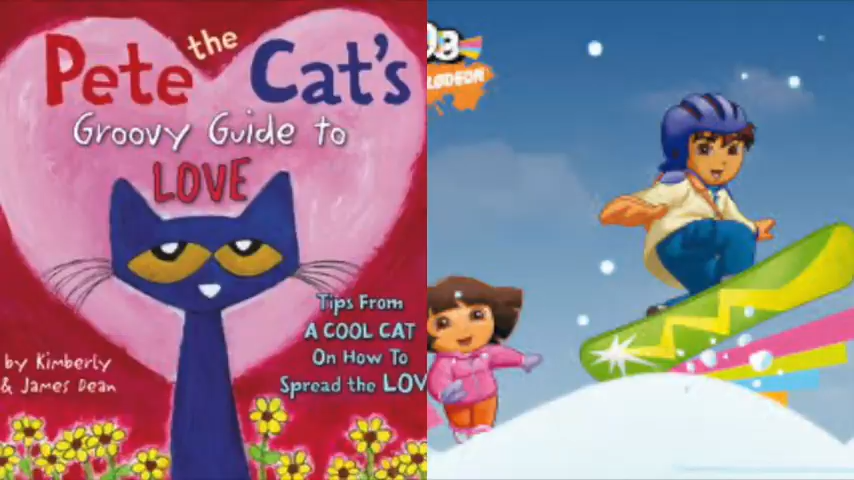 Pete the Cat's
Groovy Guide to
LOVE
Tips From
A COOL CAT
On How To
Spread the LOV
by Kimberly
& James Dean